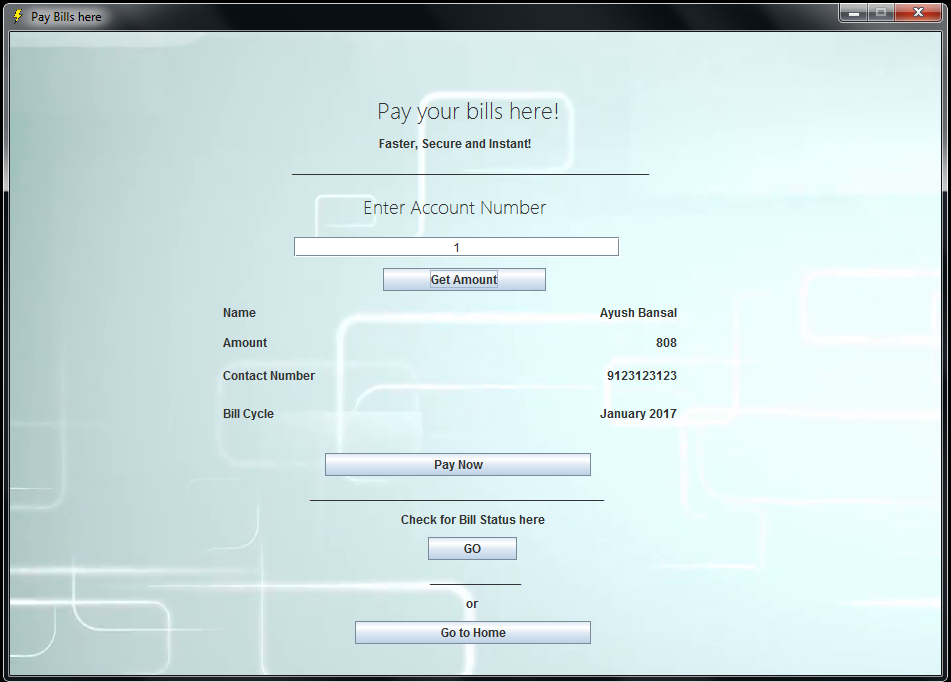 Pay Bills here
Pay your bills here!
Faster, Secure and Instant!
Enter Account Number
1
Get Amount
Name Ayush Bansal
Amount 808
Contact Number 9123123123
Bill Cycle January 2017
Pay Now
Check for Bill Status here
GO
or
Go to Home